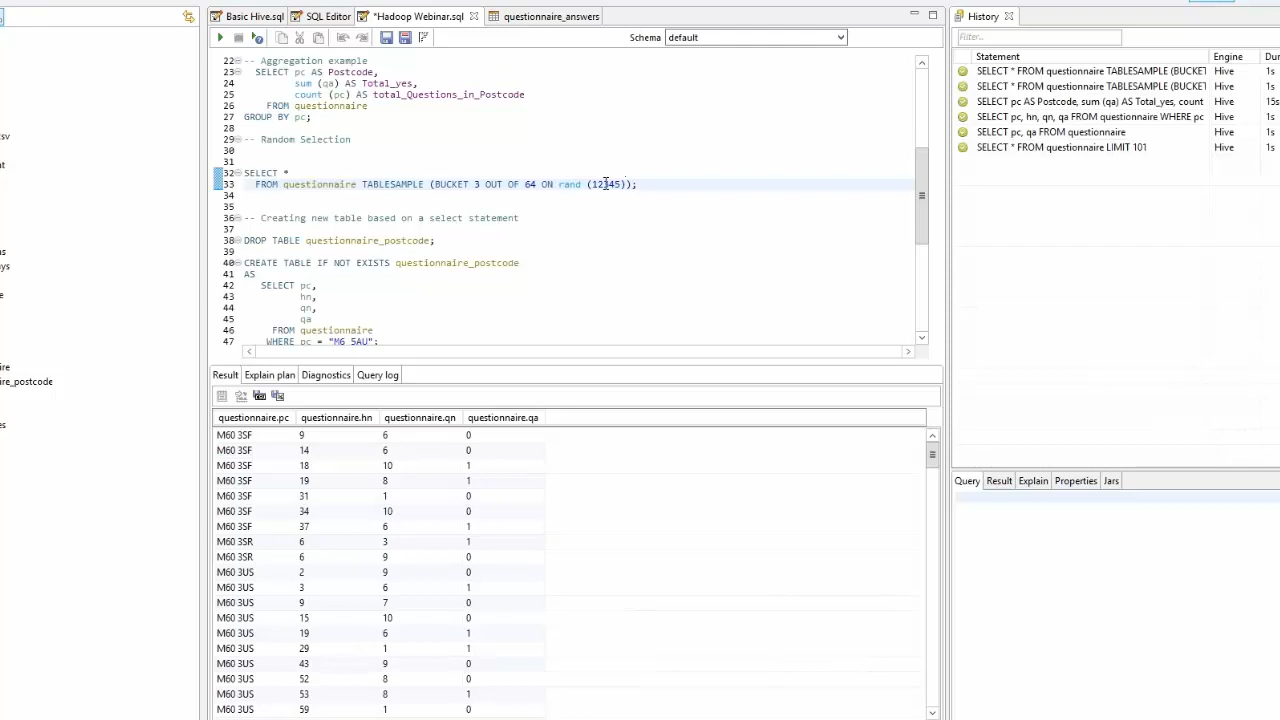 Basic Hive.sql SQL Editor *Hadoop Webinar.sql questionnaire_answers
Schema default
22 -- Aggregation example
23 SELECT pc AS Postcode,
24 sum (qa) AS Total_yes,
25 count (pc) AS total_Questions_in_Postcode
26 FROM questionnaire
27 GROUP BY pc;
28
29 -- Random Selection
30
31
32 SELECT *
33 FROM questionnaire TABLESAMPLE (BUCKET 3 OUT OF 64 ON rand (12345));
34
35
36 -- Creating new table based on a select statement
37
38 DROP TABLE questionnaire_postcode;
39
40 CREATE TABLE IF NOT EXISTS questionnaire_postcode
41 AS
42 SELECT pc,
43 hn,
44 qn,
45 qa
46 FROM questionnaire
47 WHERE pc = "M6 5AU";
Result Explain plan Diagnostics Query log
questionnaire.pc questionnaire.hn questionnaire.qn questionnaire.qa
M60 3SF 9 6 0
M60 3SF 14 6 0
M60 3SF 18 10 1
M60 3SF 19 8 1
M60 3SF 31 1 0
M60 3SF 34 10 0
M60 3SF 37 6 1
M60 3SR 6 3 1
M60 3SR 6 9 0
M60 3US 2 9 0
M60 3US 3 6 1
M60 3US 9 7 0
M60 3US 15 10 0
M60 3US 19 6 1
M60 3US 29 1 1
M60 3US 43 9 0
M60 3US 52 8 0
M60 3US 53 8 1
M60 3US 59 1 0
History
Filter...
Statement Engine Dur
SELECT * FROM questionnaire TABLESAMPLE (BUCKET Hive 1s
SELECT * FROM questionnaire TABLESAMPLE (BUCKET Hive 1s
SELECT pc AS Postcode, sum (qa) AS Total_yes, count Hive 15s
SELECT pc, hn, qn, qa FROM questionnaire WHERE pc Hive 1s
SELECT pc, qa FROM questionnaire Hive 1s
SELECT * FROM questionnaire LIMIT 101 Hive 1s
Query Result Explain Properties Jars
sv
nt
ns
ys
e
ire
ire_postcode
es